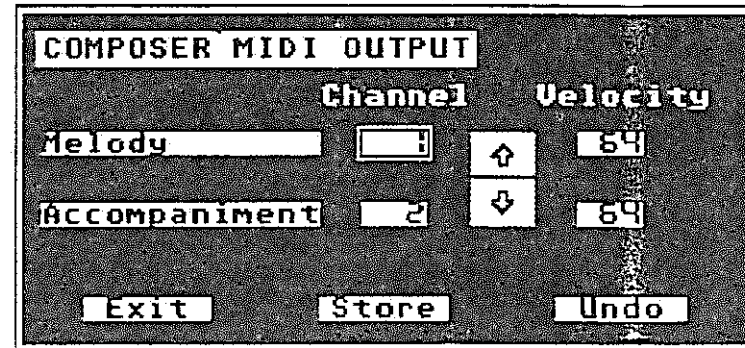 COMPOSER MIDI OUTPUT
Channel Velocity
Melody 1 64
Accompaniment 2 64
Exit Store Undo